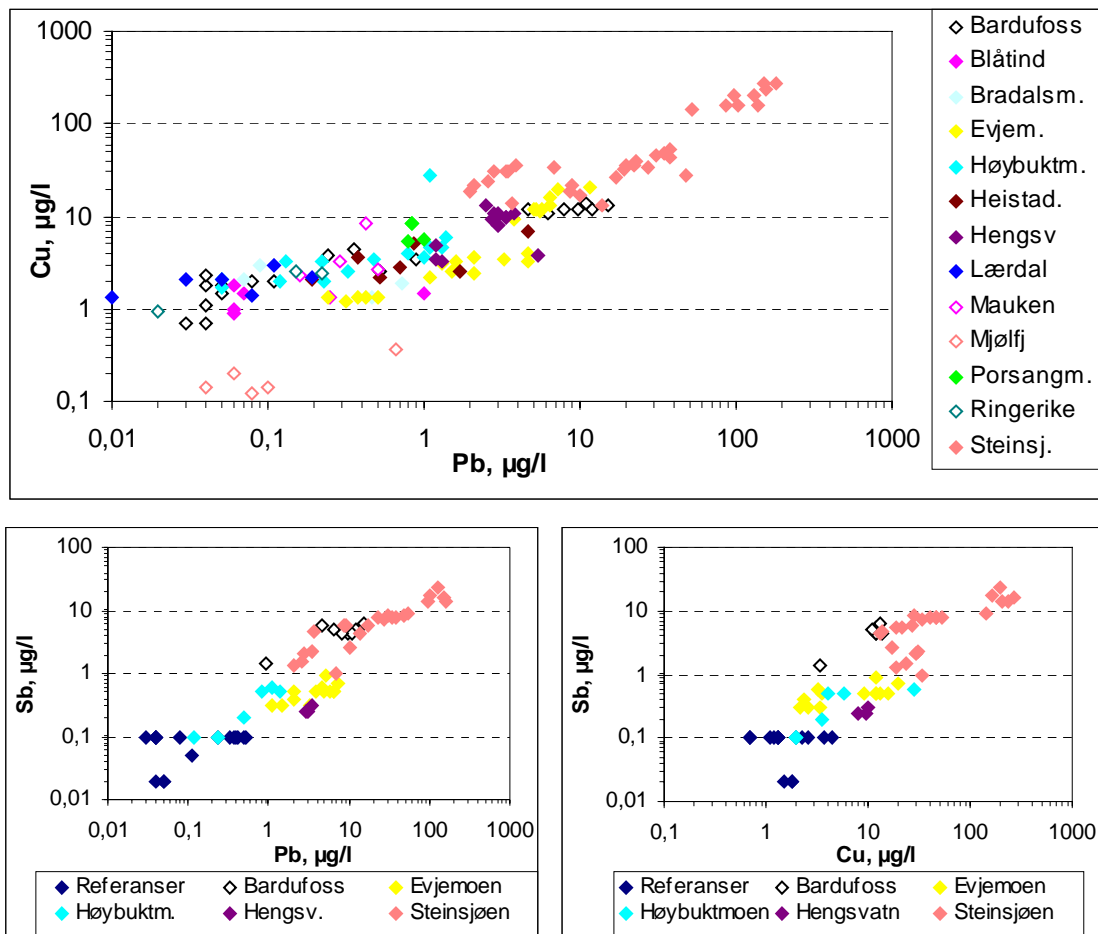 1000
100
10
1
0,1
Cu, µg/l
0,01 0,1 1 10 100 1000
Pb, µg/l
Bardufoss
Blåtind
Bradalsm.
Evjem.
Høybuktm.
Heistad.
Hengsv
Lærdal
Mauken
Mjølfj
Porsangm.
Ringerike
Steinsj.
100
10
1
0,1
0,01
Sb, µg/l
0,01 0,1 1 10 100 1000
Pb, µg/l
Referanser Bardufoss Evjemoen
Høybuktm. Hengsv. Steinsjøen
100
10
1
0,1
0,01
Sb, µg/l
0,1 1 10 100 1000
Cu, µg/l
Referanser Bardufoss Evjemoen
Høybuktmoen Hengsvatn Steinsjøen